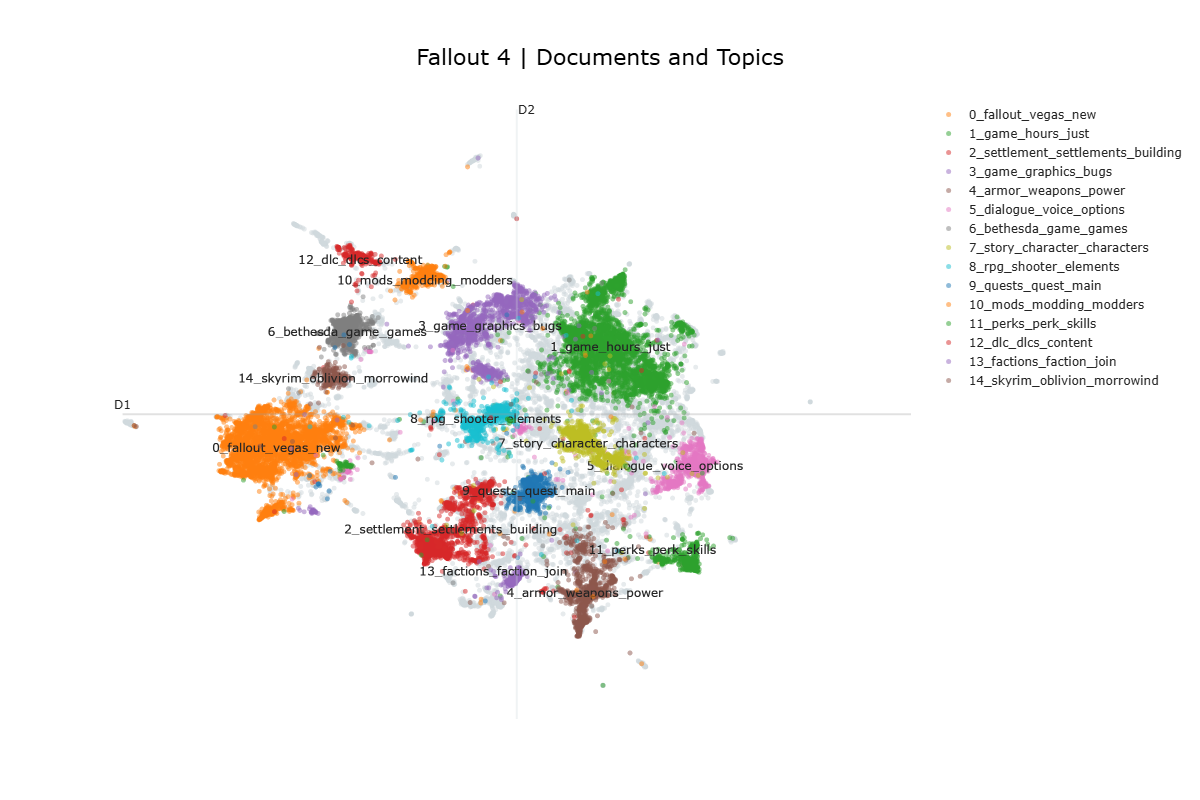 Fallout 4 | Documents and Topics
D2
D1
12_dlc_dlcs_content
10_mods_modding_modders
6_bethesda_game_games
3_game_graphics_bugs
1_game_hours_just
14_skyrim_oblivion_morrowind
8_rpg_shooter_elements
0_fallout_vegas_new
7_story_character_characters
5_dialogue_voice_options
9_quests_quest_main
2_settlement_settlements_building
11_perks_perk_skills
13_factions_faction_join
4_armor_weapons_power
0_fallout_vegas_new
1_game_hours_just
2_settlement_settlements_building
3_game_graphics_bugs
4_armor_weapons_power
5_dialogue_voice_options
6_bethesda_game_games
7_story_character_characters
8_rpg_shooter_elements
9_quests_quest_main
10_mods_modding_modders
11_perks_perk_skills
12_dlc_dlcs_content
13_factions_faction_join
14_skyrim_oblivion_morrowind